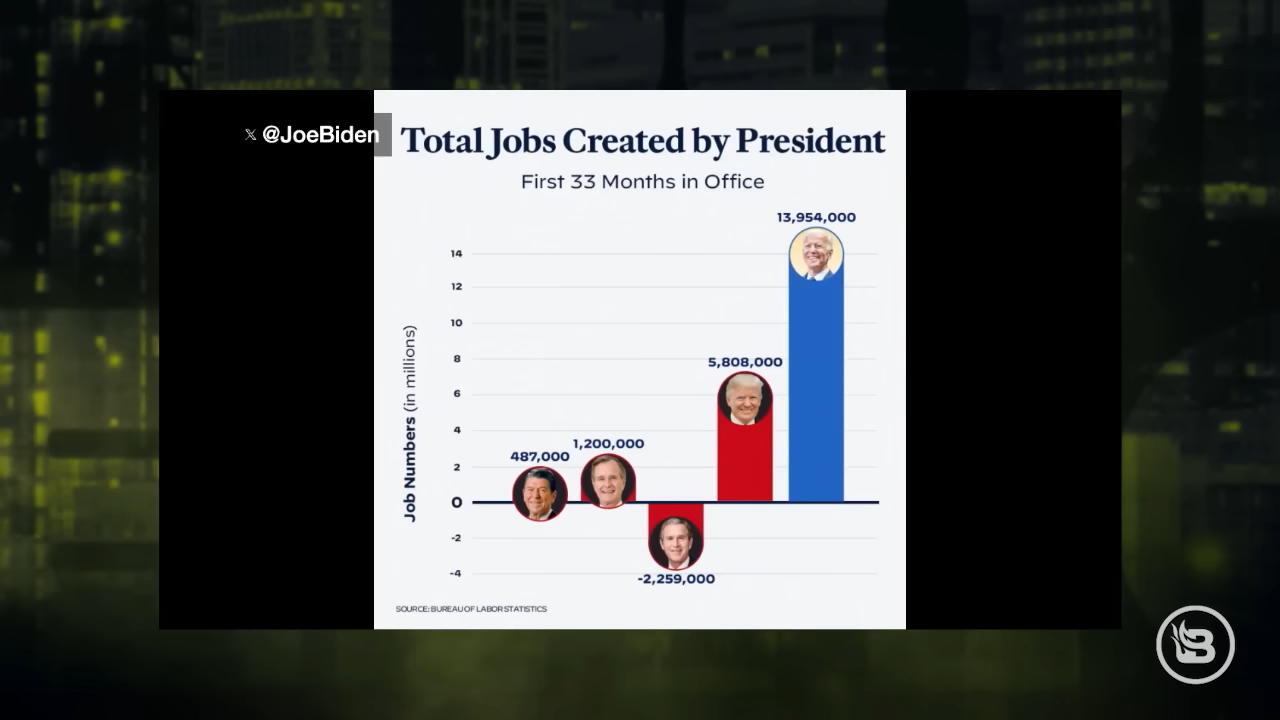 𝕏 @JoeBiden
Total Jobs Created by President
First 33 Months in Office
13,954,000
14
12
10
8
5,808,000
6
4
1,200,000
487,000
2
0
-2
-4
-2,259,000
Job Numbers (in millions)
SOURCE: BUREAU OF LABOR STATISTICS
B